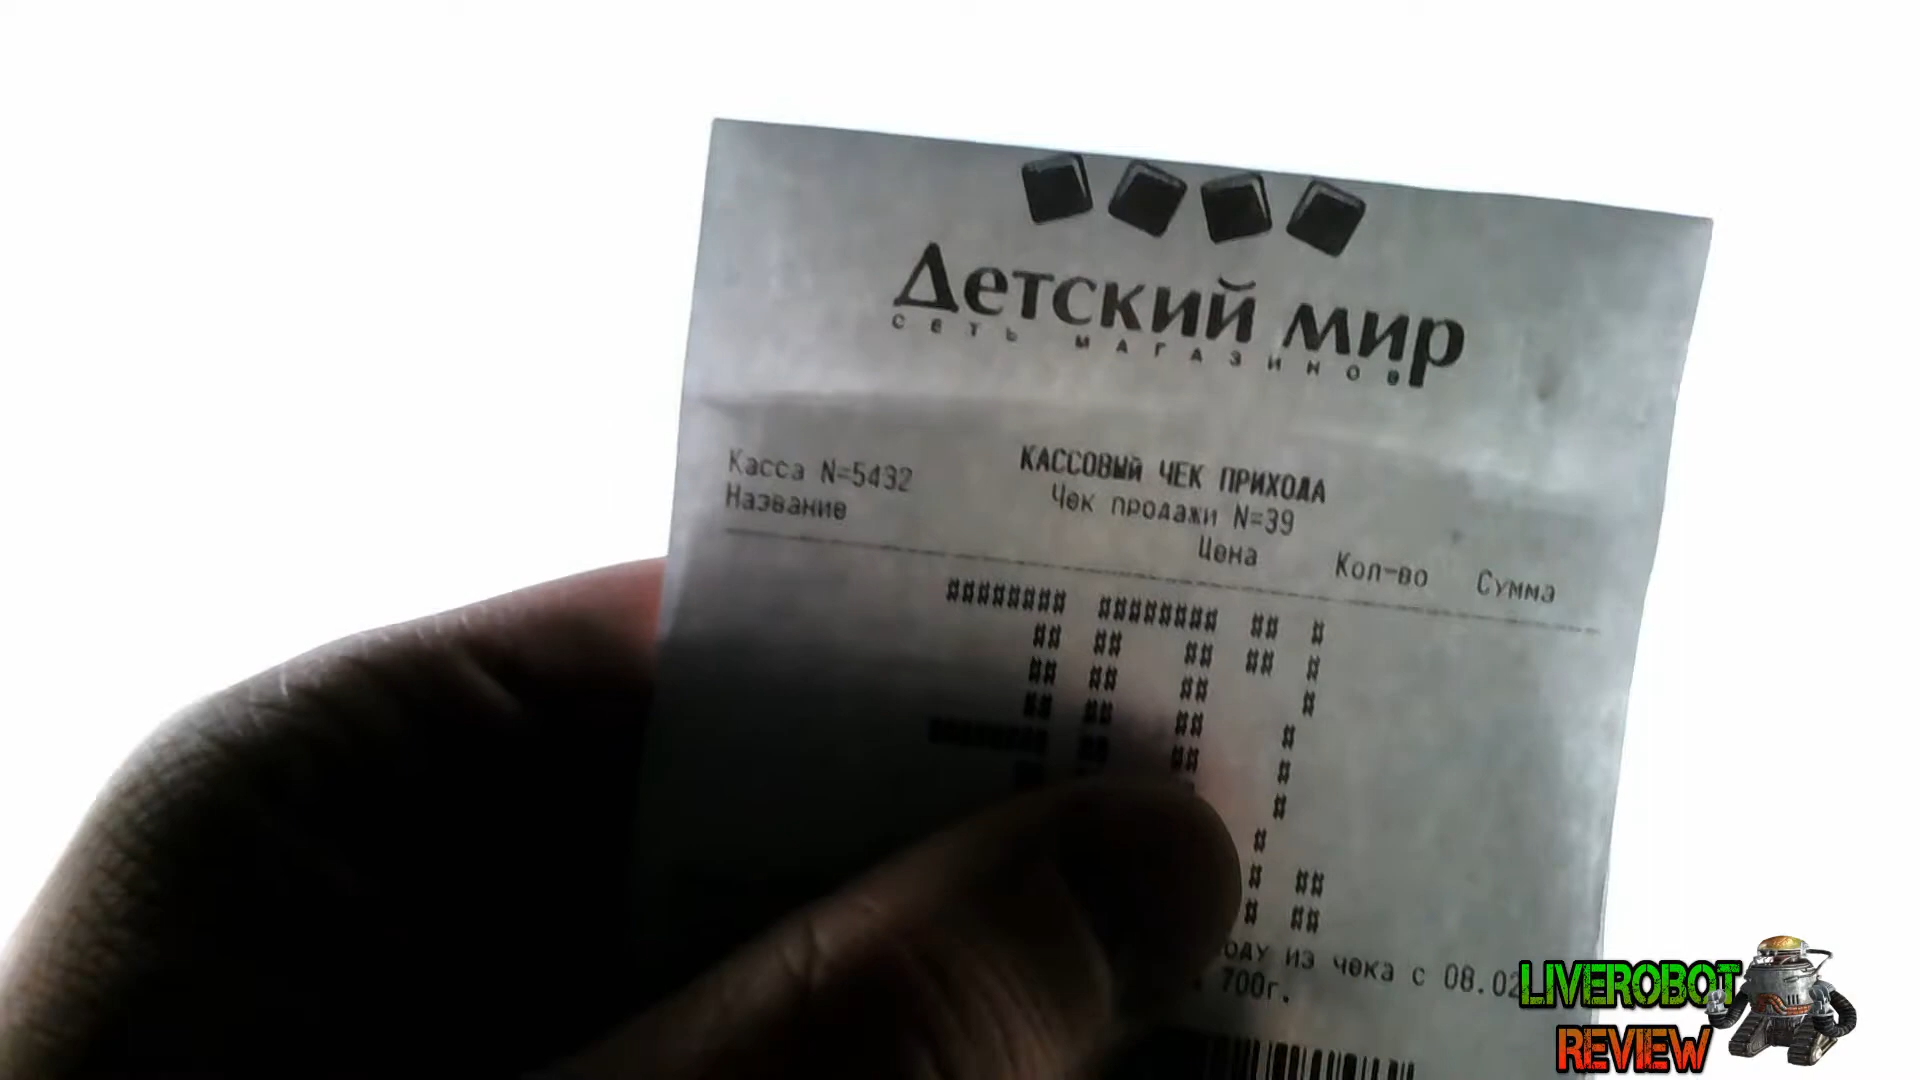 Детский мир
сеть магазинов
КАССОВЫЙ ЧЕК ПРИХОДА
Касса N=5432
Чек продажи N=39
Название Цена Кол-во Сумма
######## ######## ## #
## ## ## ## #
## ## ## #
## ## ## #
######## ## ## #
## #
#
# ##
# ##
из чека с 08.02
700г.
LIVEROBOT
REVIEW